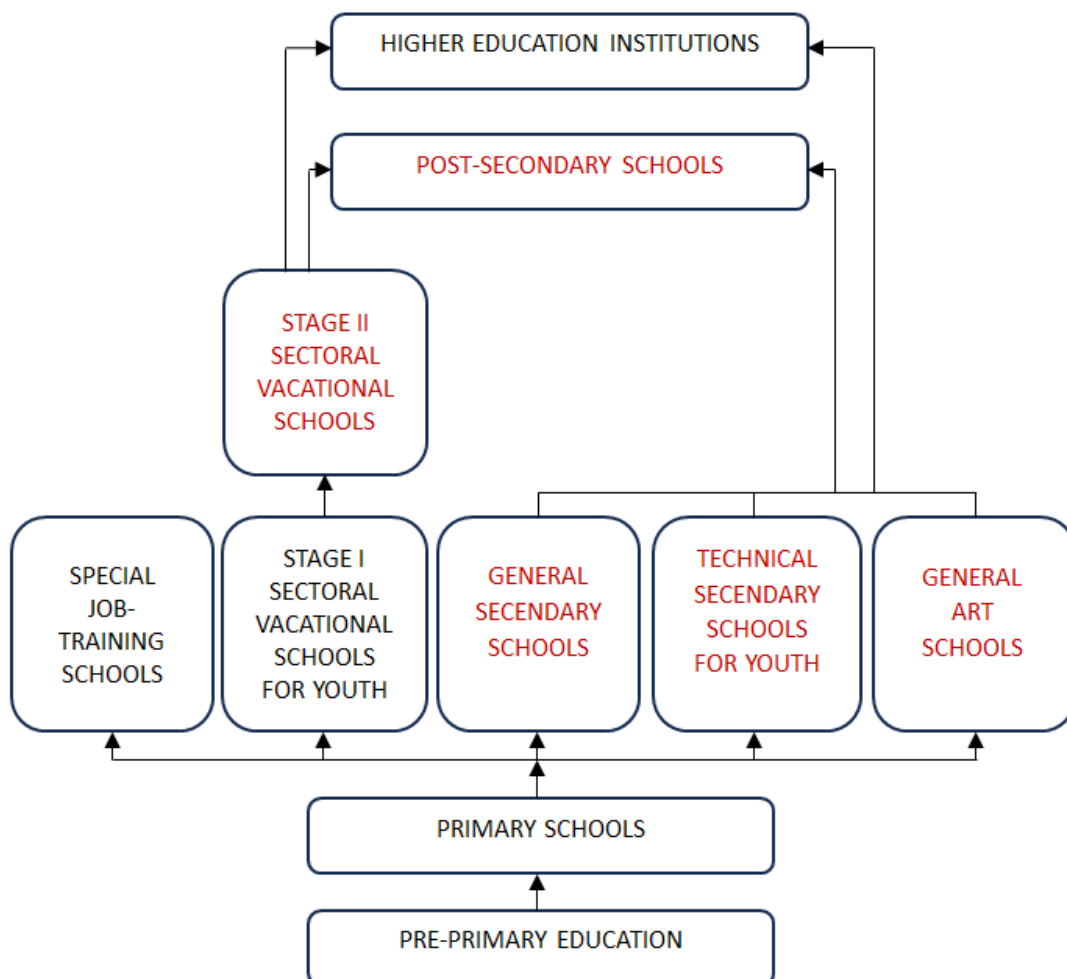 HIGHER EDUCATION INSTITUTIONS
POST-SECONDARY SCHOOLS
STAGE II
SECTORAL
VACATIONAL
SCHOOLS
SPECIAL
JOB-
TRAINING
SCHOOLS
STAGE I
SECTORAL
VACATIONAL
SCHOOLS
FOR YOUTH
GENERAL
SECENDARY
SCHOOLS
TECHNICAL
SECENDARY
SCHOOLS
FOR YOUTH
GENERAL
ART
SCHOOLS
PRIMARY SCHOOLS
PRE-PRIMARY EDUCATION